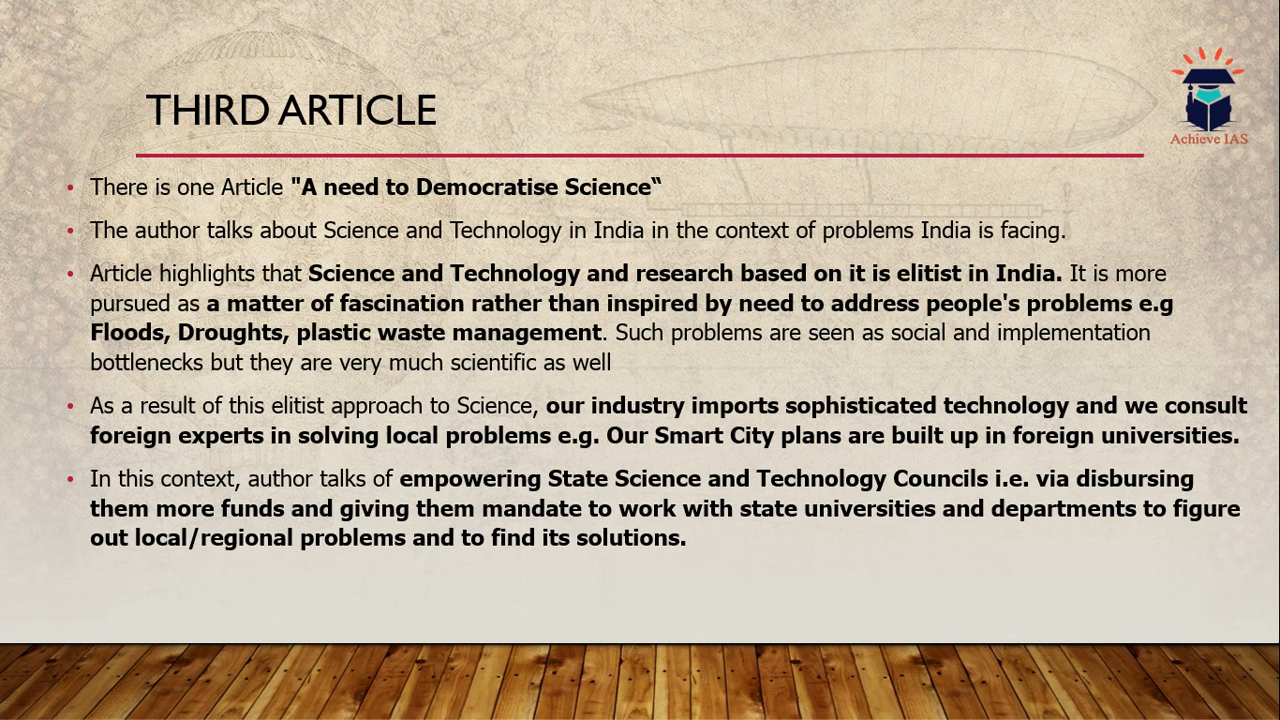 THIRD ARTICLE
Achieve IAS
• There is one Article "A need to Democratise Science“
• The author talks about Science and Technology in India in the context of problems India is facing.
• Article highlights that Science and Technology and research based on it is elitist in India. It is more
pursued as a matter of fascination rather than inspired by need to address people's problems e.g
Floods, Droughts, plastic waste management. Such problems are seen as social and implementation
bottlenecks but they are very much scientific as well
• As a result of this elitist approach to Science, our industry imports sophisticated technology and we consult
foreign experts in solving local problems e.g. Our Smart City plans are built up in foreign universities.
• In this context, author talks of empowering State Science and Technology Councils i.e. via disbursing
them more funds and giving them mandate to work with state universities and departments to figure
out local/regional problems and to find its solutions.